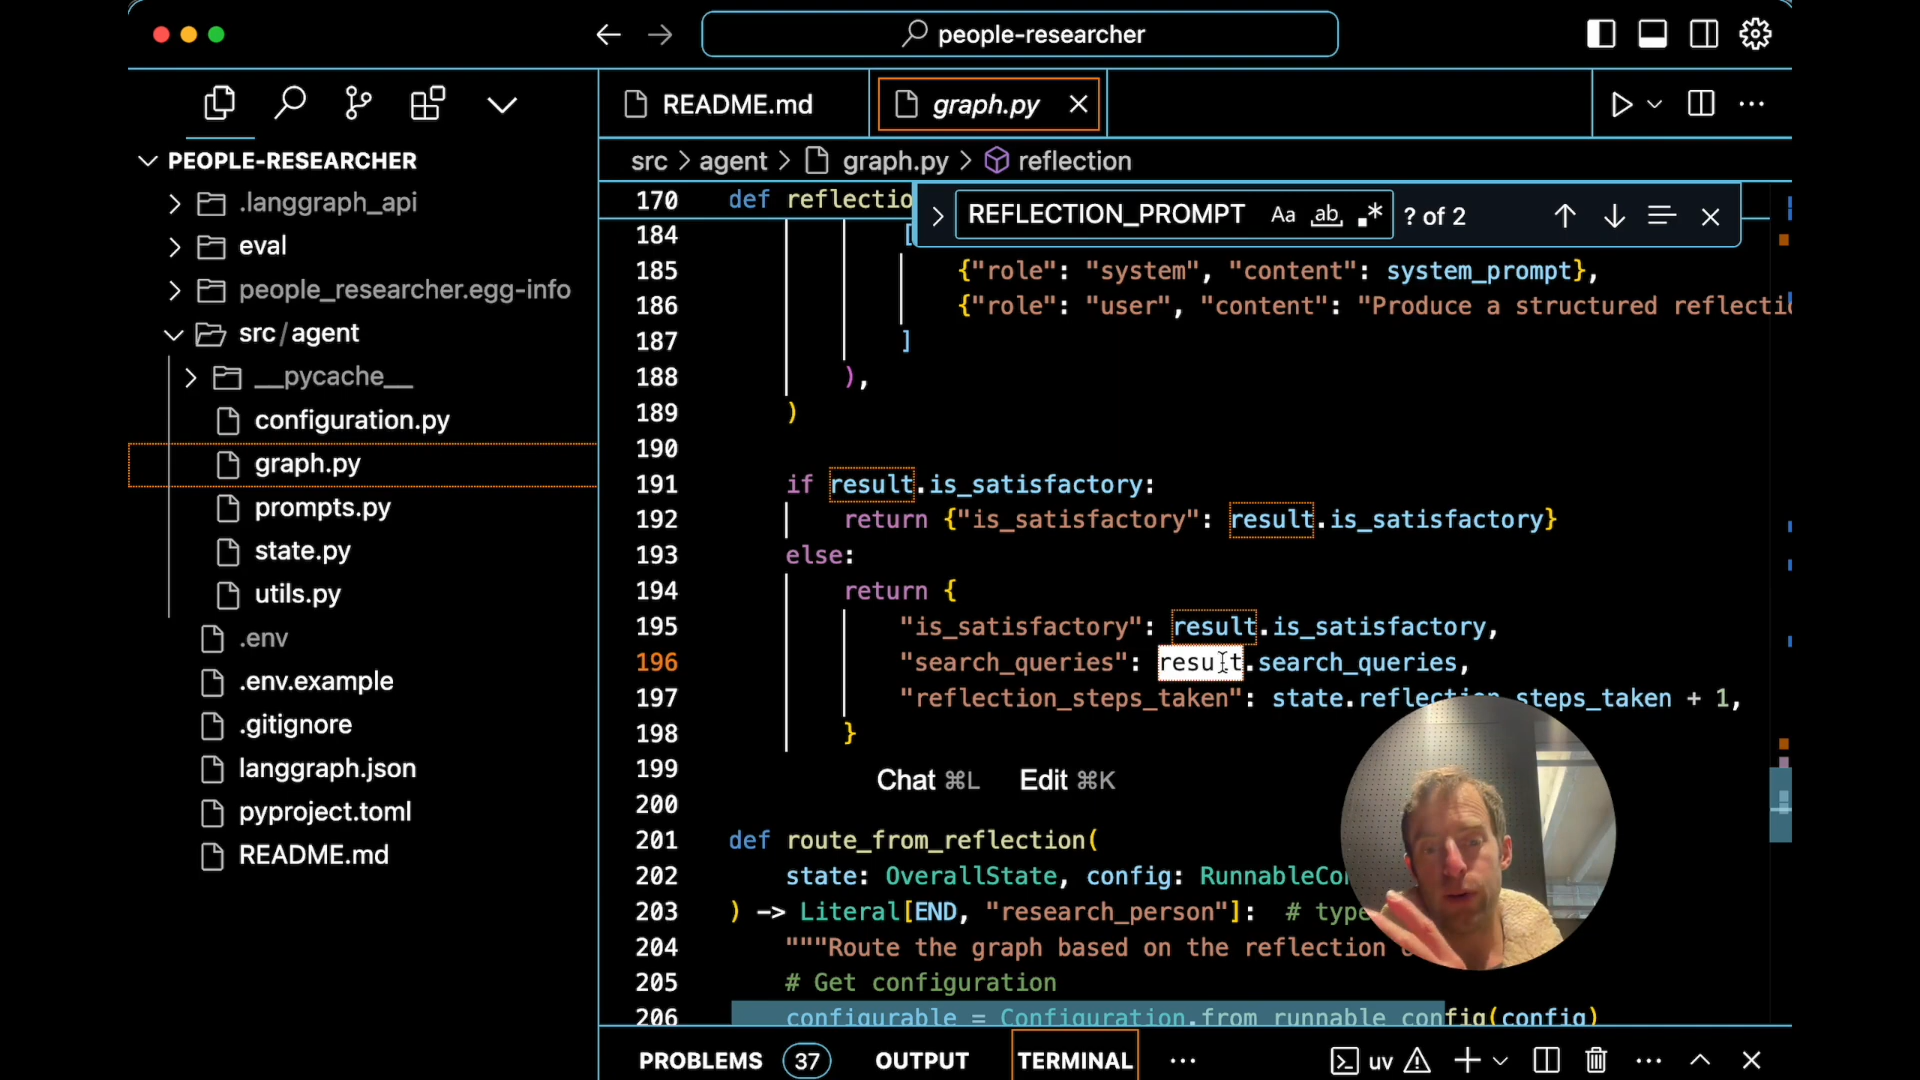 people-researcher
PEOPLE-RESEARCHER
.langgraph_api
eval
people_researcher.egg-info
src/agent
__pycache__
configuration.py
graph.py
prompts.py
state.py
utils.py
.env
.env.example
.gitignore
langgraph.json
pyproject.toml
README.md
README.md
graph.py
src > agent > graph.py > reflection
REFLECTION_PROMPT Aa ab .* ? of 2
170 def reflectio
184 [
185 {"role": "system", "content": system_prompt},
186 {"role": "user", "content": "Produce a structured reflecti
187 ]
188 ),
189 )
190
191 if result.is_satisfactory:
192 return {"is_satisfactory": result.is_satisfactory}
193 else:
194 return {
195 "is_satisfactory": result.is_satisfactory,
196 "search_queries": result.search_queries,
197 "reflection_steps_taken": state.reflection_steps_taken + 1,
198 }
199
Chat ⌘L Edit ⌘K
200
201 def route_from_reflection(
202 state: OverallState, config: RunnableCo
203 ) -> Literal[END, "research_person"]: # type
204 """Route the graph based on the reflection
205 # Get configuration
206 configurable = Configuration.from_runnable_config(config)
PROBLEMS 37 OUTPUT TERMINAL ... uv